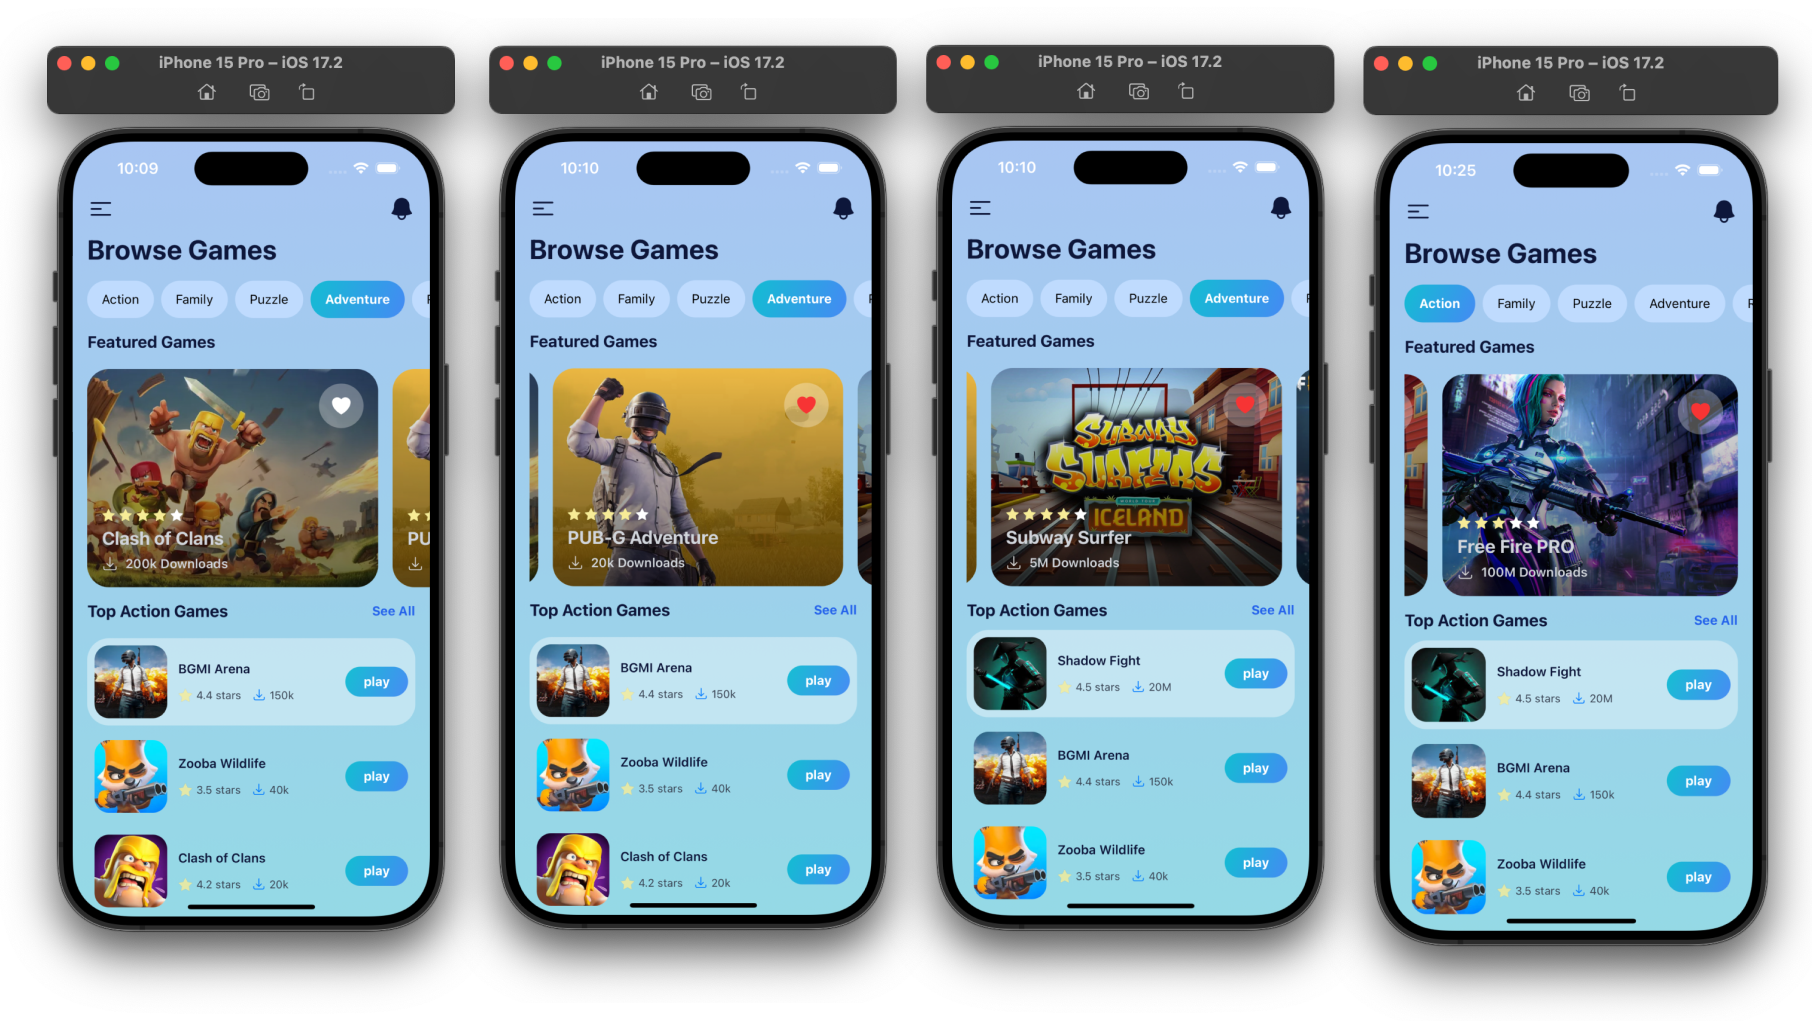 iPhone 15 Pro – iOS 17.2
10:09
Browse Games
Action Family Puzzle Adventure
Featured Games
Clash of Clans PU
200k Downloads
Top Action Games See All
BGMI Arena
4.4 stars 150k
play
Zooba Wildlife
3.5 stars 40k
play
Clash of Clans
4.2 stars 20k
play
iPhone 15 Pro – iOS 17.2
10:10
Browse Games
Action Family Puzzle Adventure
Featured Games
PUB-G Adventure
20k Downloads
Top Action Games See All
BGMI Arena
4.4 stars 150k
play
Zooba Wildlife
3.5 stars 40k
play
Clash of Clans
4.2 stars 20k
play
iPhone 15 Pro – iOS 17.2
10:10
Browse Games
Action Family Puzzle Adventure
Featured Games
SUBWAY
SURFERS
WORLD TOUR
ICELAND
Subway Surfer
5M Downloads
Top Action Games See All
Shadow Fight
4.5 stars 20M
play
BGMI Arena
4.4 stars 150k
play
Zooba Wildlife
3.5 stars 40k
play
iPhone 15 Pro – iOS 17.2
10:25
Browse Games
Action Family Puzzle Adventure R
Featured Games
Free Fire PRO
100M Downloads
Top Action Games See All
Shadow Fight
4.5 stars 20M
play
BGMI Arena
4.4 stars 150k
play
Zooba Wildlife
3.5 stars 40k
play